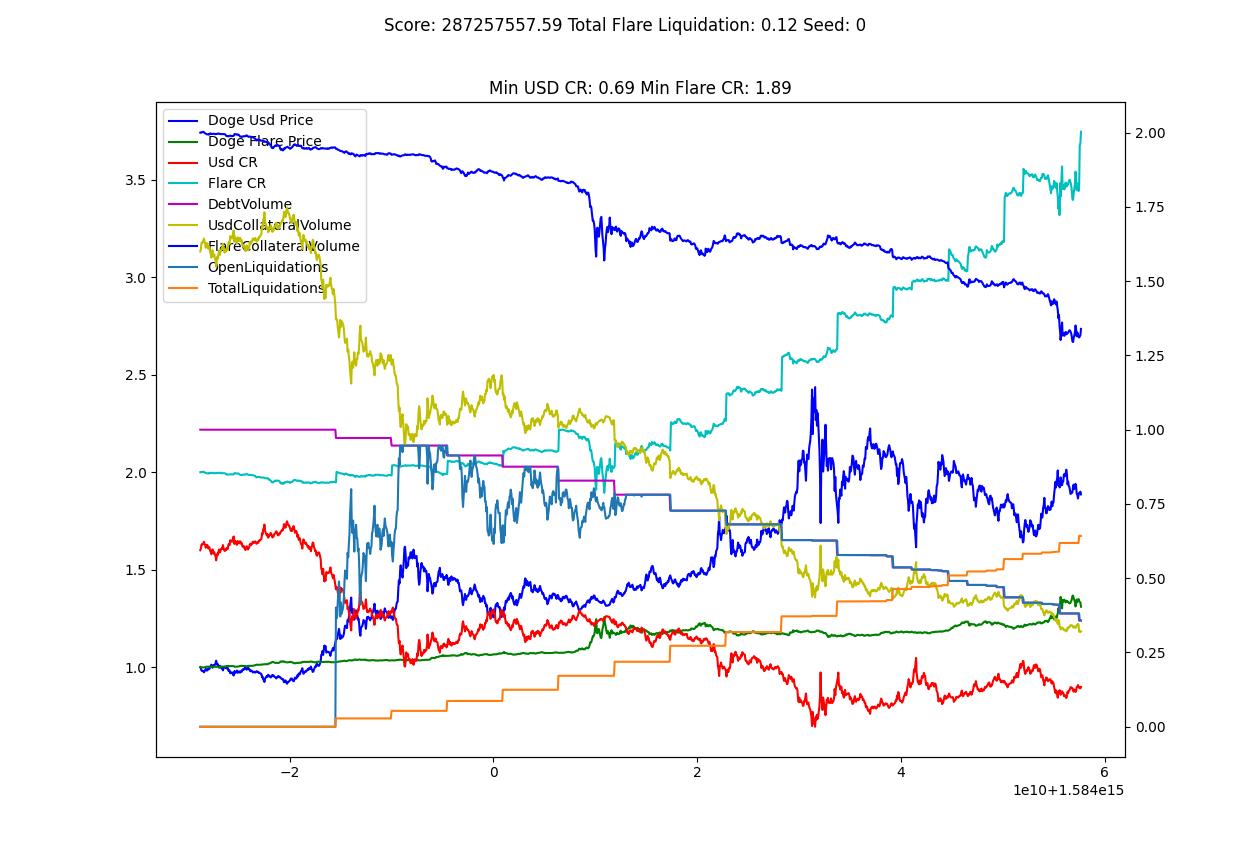 Score: 287257557.59 Total Flare Liquidation: 0.12 Seed: 0
Min USD CR: 0.69 Min Flare CR: 1.89
Doge Usd Price
Doge Flare Price
Usd CR
Flare CR
DebtVolume
UsdCollateralVolume
FlareCollateralVolume
OpenLiquidations
TotalLiquidations
3.5
3.0
2.5
2.0
1.5
1.0
2.00
1.75
1.50
1.25
1.00
0.75
0.50
0.25
0.00
−2 0 2 4 6
1e10+1.584e15